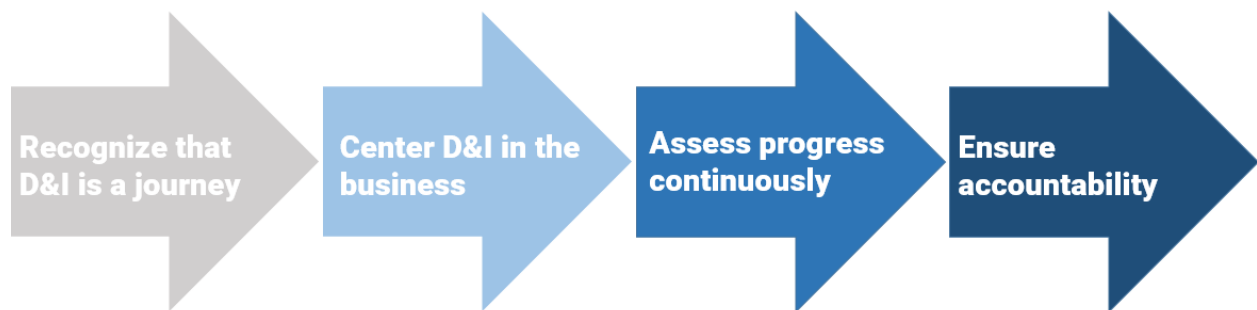 Recognize that
D&I is a journey
Center D&I in the
business
Assess progress
continuously
Ensure
accountability